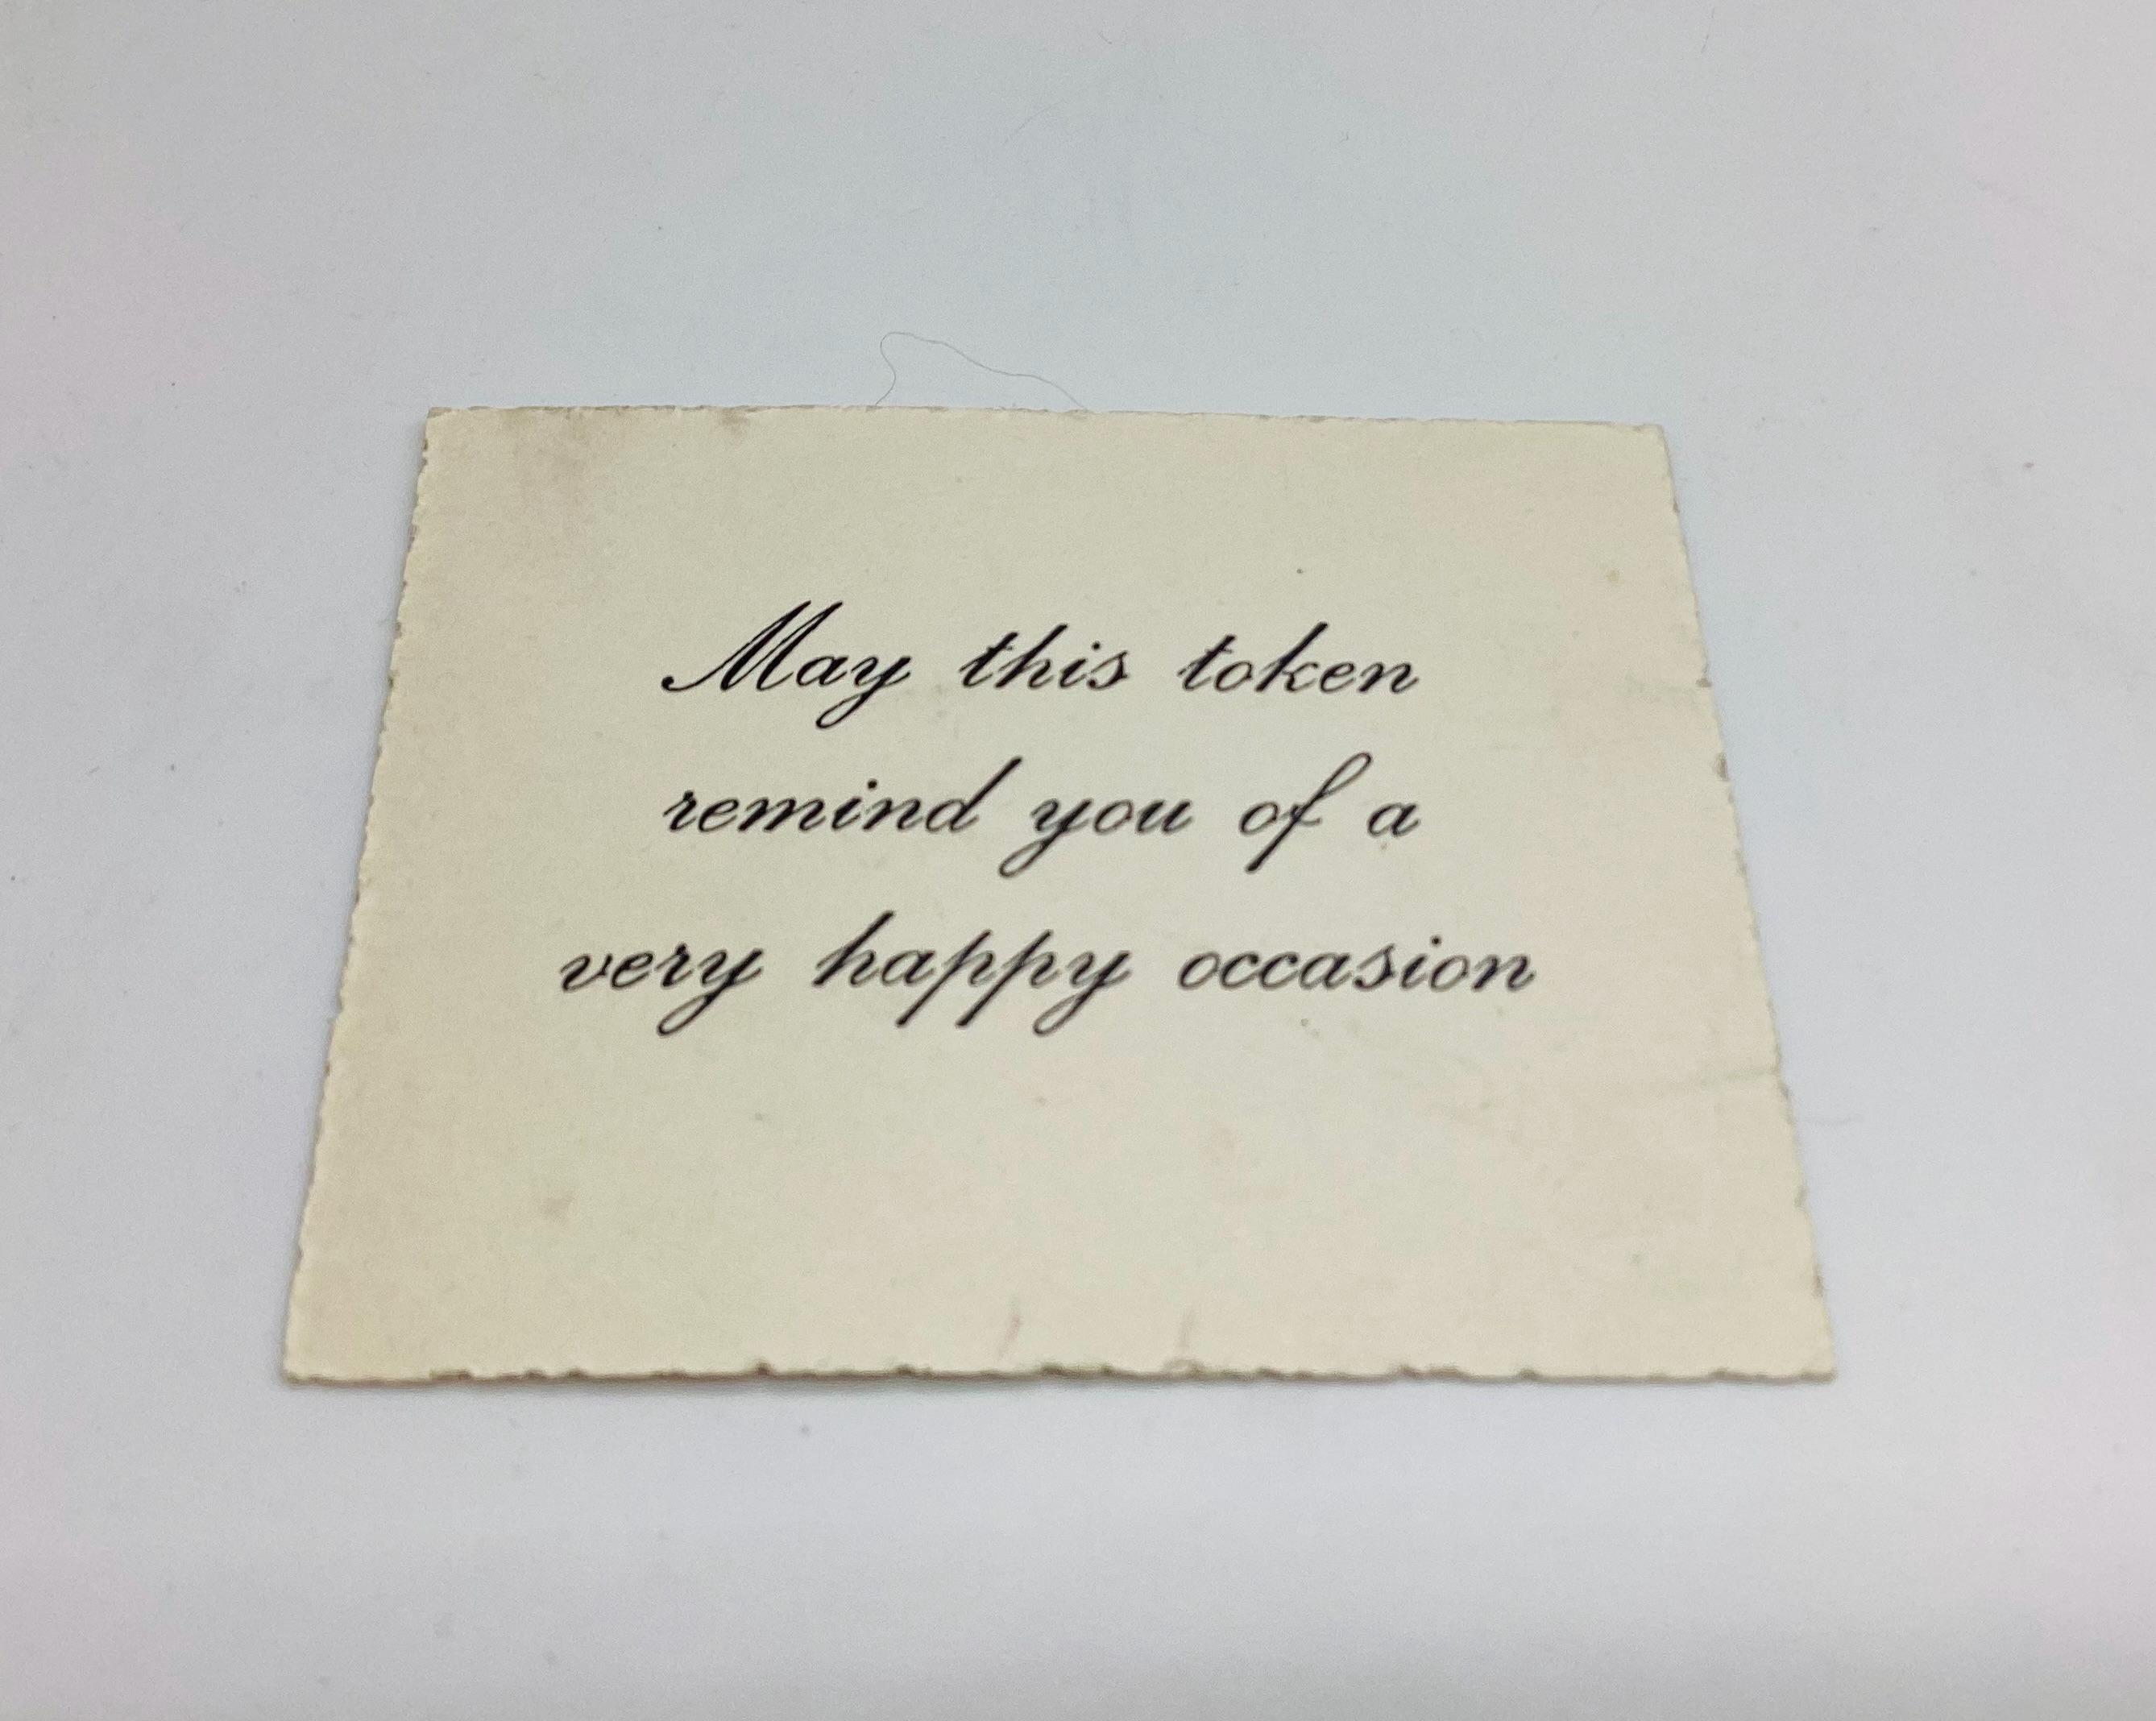 May this token
remind you of a
very happy occasion